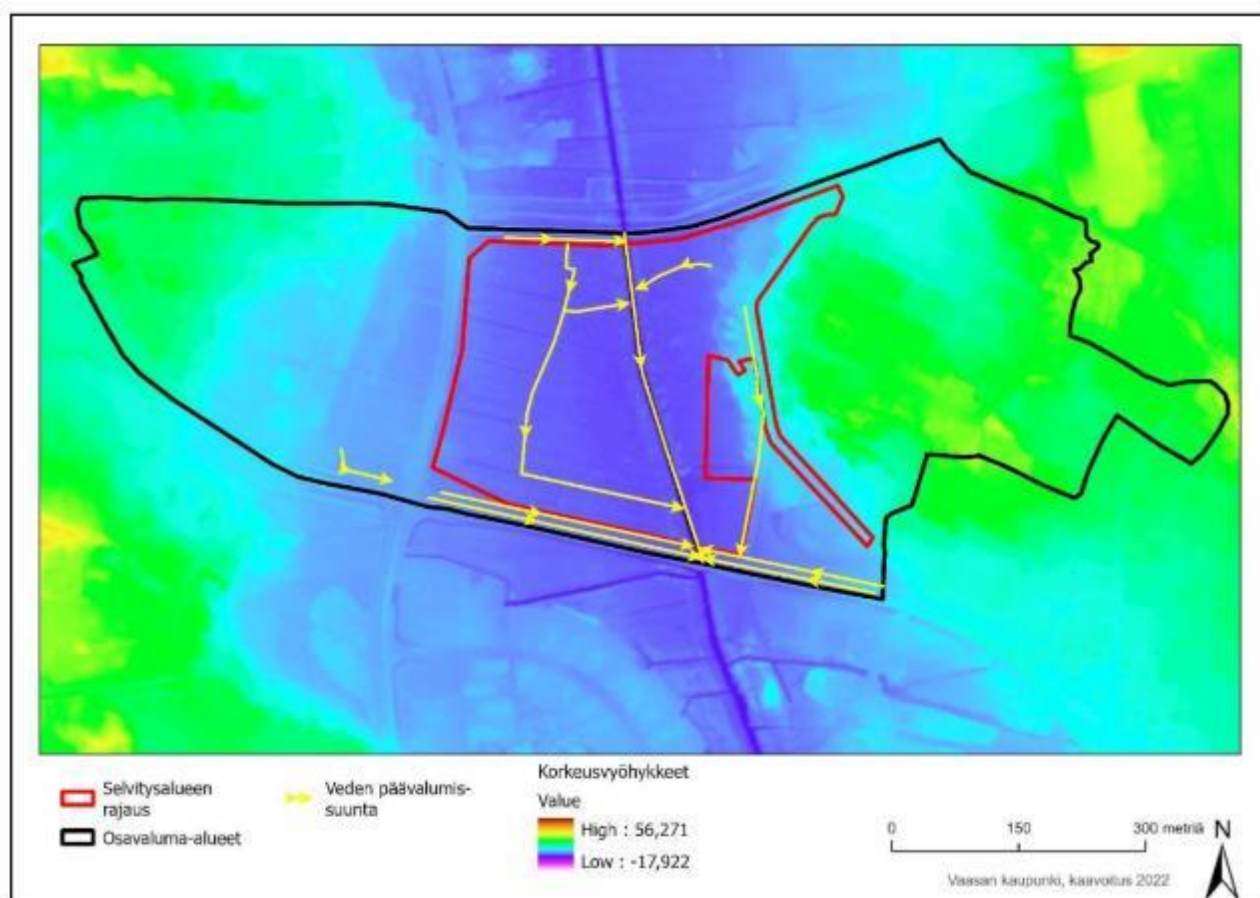 Selvitysalueen
rajaus
Osavaluma-alueet
Veden päävalumis-
suunta
Korkeusvyöhykkeet
Value
High : 56,271
Low : -17,922
0 150 300 metriä
N
Vaasan kaupunki, kaavoitus 2022